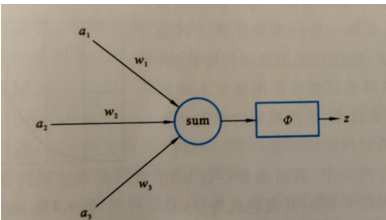 a₁
w₁
w₂
a₂
sum
Φ
z
w₃
a₃